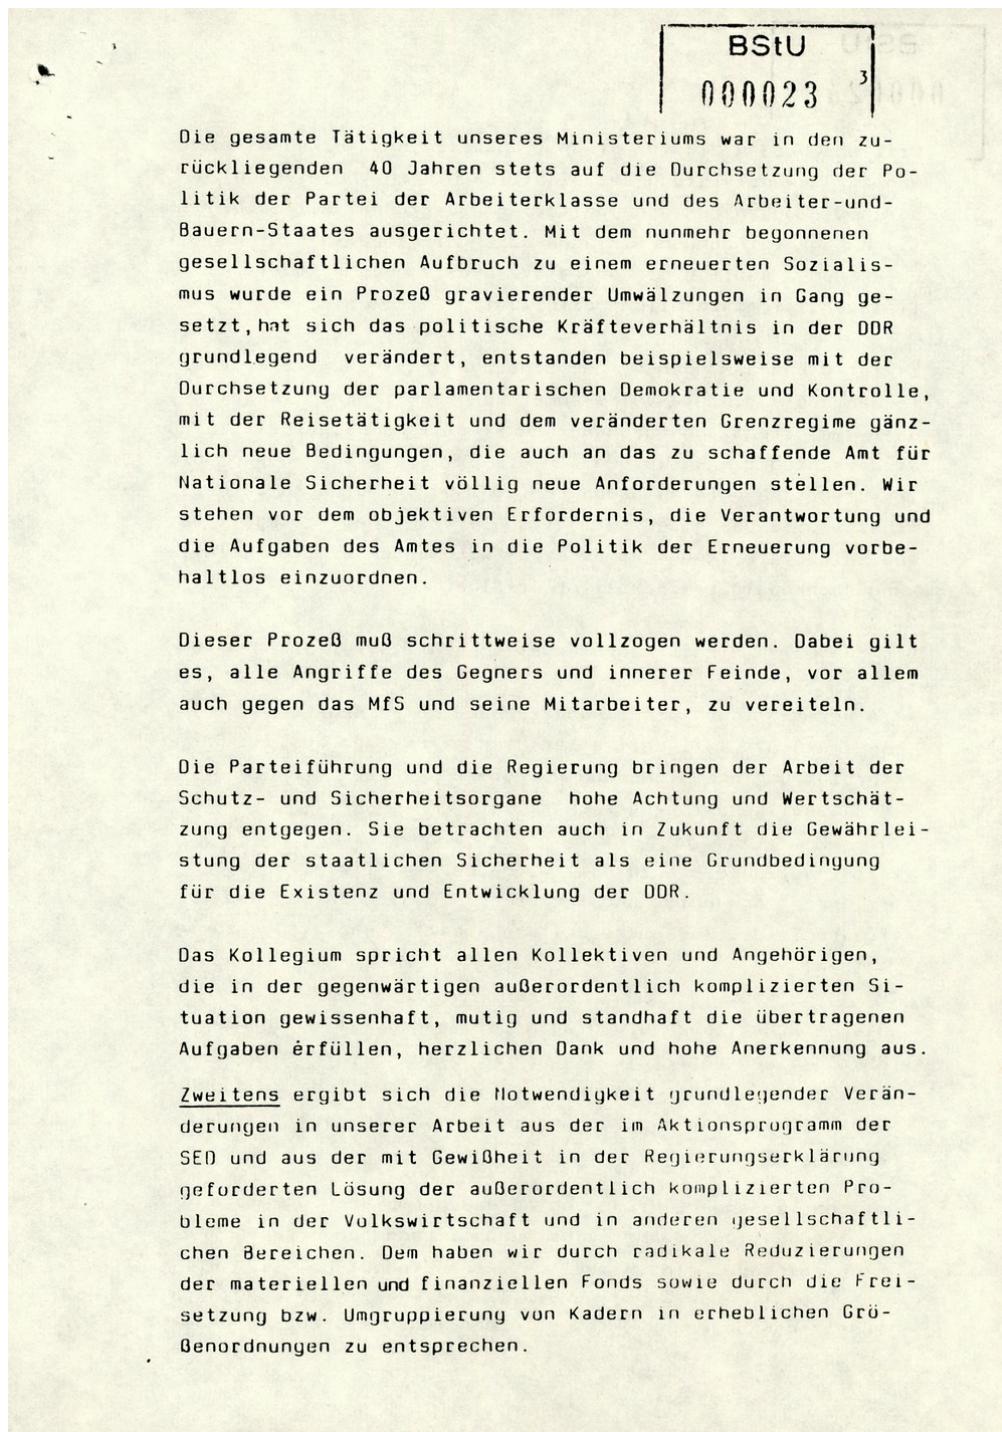 BStU
000023
3
Die gesamte Tätigkeit unseres Ministeriums war in den zu-
rückliegenden 40 Jahren stets auf die Durchsetzung der Po-
litik der Partei der Arbeiterklasse und des Arbeiter-und-
Bauern-Staates ausgerichtet. Mit dem nunmehr begonnenen
gesellschaftlichen Aufbruch zu einem erneuerten Sozialis-
mus wurde ein Prozeß gravierender Umwälzungen in Gang ge-
setzt, hat sich das politische Kräfteverhältnis in der DDR
grundlegend verändert, entstanden beispielsweise mit der
Durchsetzung der parlamentarischen Demokratie und Kontrolle,
mit der Reisetätigkeit und dem veränderten Grenzregime gänz-
lich neue Bedingungen, die auch an das zu schaffende Amt für
Nationale Sicherheit völlig neue Anforderungen stellen. Wir
stehen vor dem objektiven Erfordernis, die Verantwortung und
die Aufgaben des Amtes in die Politik der Erneuerung vorbe-
haltlos einzuordnen.
Dieser Prozeß muß schrittweise vollzogen werden. Dabei gilt
es, alle Angriffe des Gegners und innerer Feinde, vor allem
auch gegen das MfS und seine Mitarbeiter, zu vereiteln.
Die Parteiführung und die Regierung bringen der Arbeit der
Schutz- und Sicherheitsorgane hohe Achtung und Wertschät-
zung entgegen. Sie betrachten auch in Zukunft die Gewährlei-
stung der staatlichen Sicherheit als eine Grundbedingung
für die Existenz und Entwicklung der DDR.
Das Kollegium spricht allen Kollektiven und Angehörigen,
die in der gegenwärtigen außerordentlich komplizierten Si-
tuation gewissenhaft, mutig und standhaft die übertragenen
Aufgaben erfüllen, herzlichen Dank und hohe Anerkennung aus.
Zweitens ergibt sich die Notwendigkeit grundlegender Verän-
derungen in unserer Arbeit aus der im Aktionsprogramm der
SED und aus der mit Gewißheit in der Regierungserklärung
geforderten Lösung der außerordentlich komplizierten Pro-
bleme in der Volkswirtschaft und in anderen gesellschaftli-
chen Bereichen. Dem haben wir durch radikale Reduzierungen
der materiellen und finanziellen Fonds sowie durch die Frei-
setzung bzw. Umgruppierung von Kadern in erheblichen Grö-
ßenordnungen zu entsprechen.